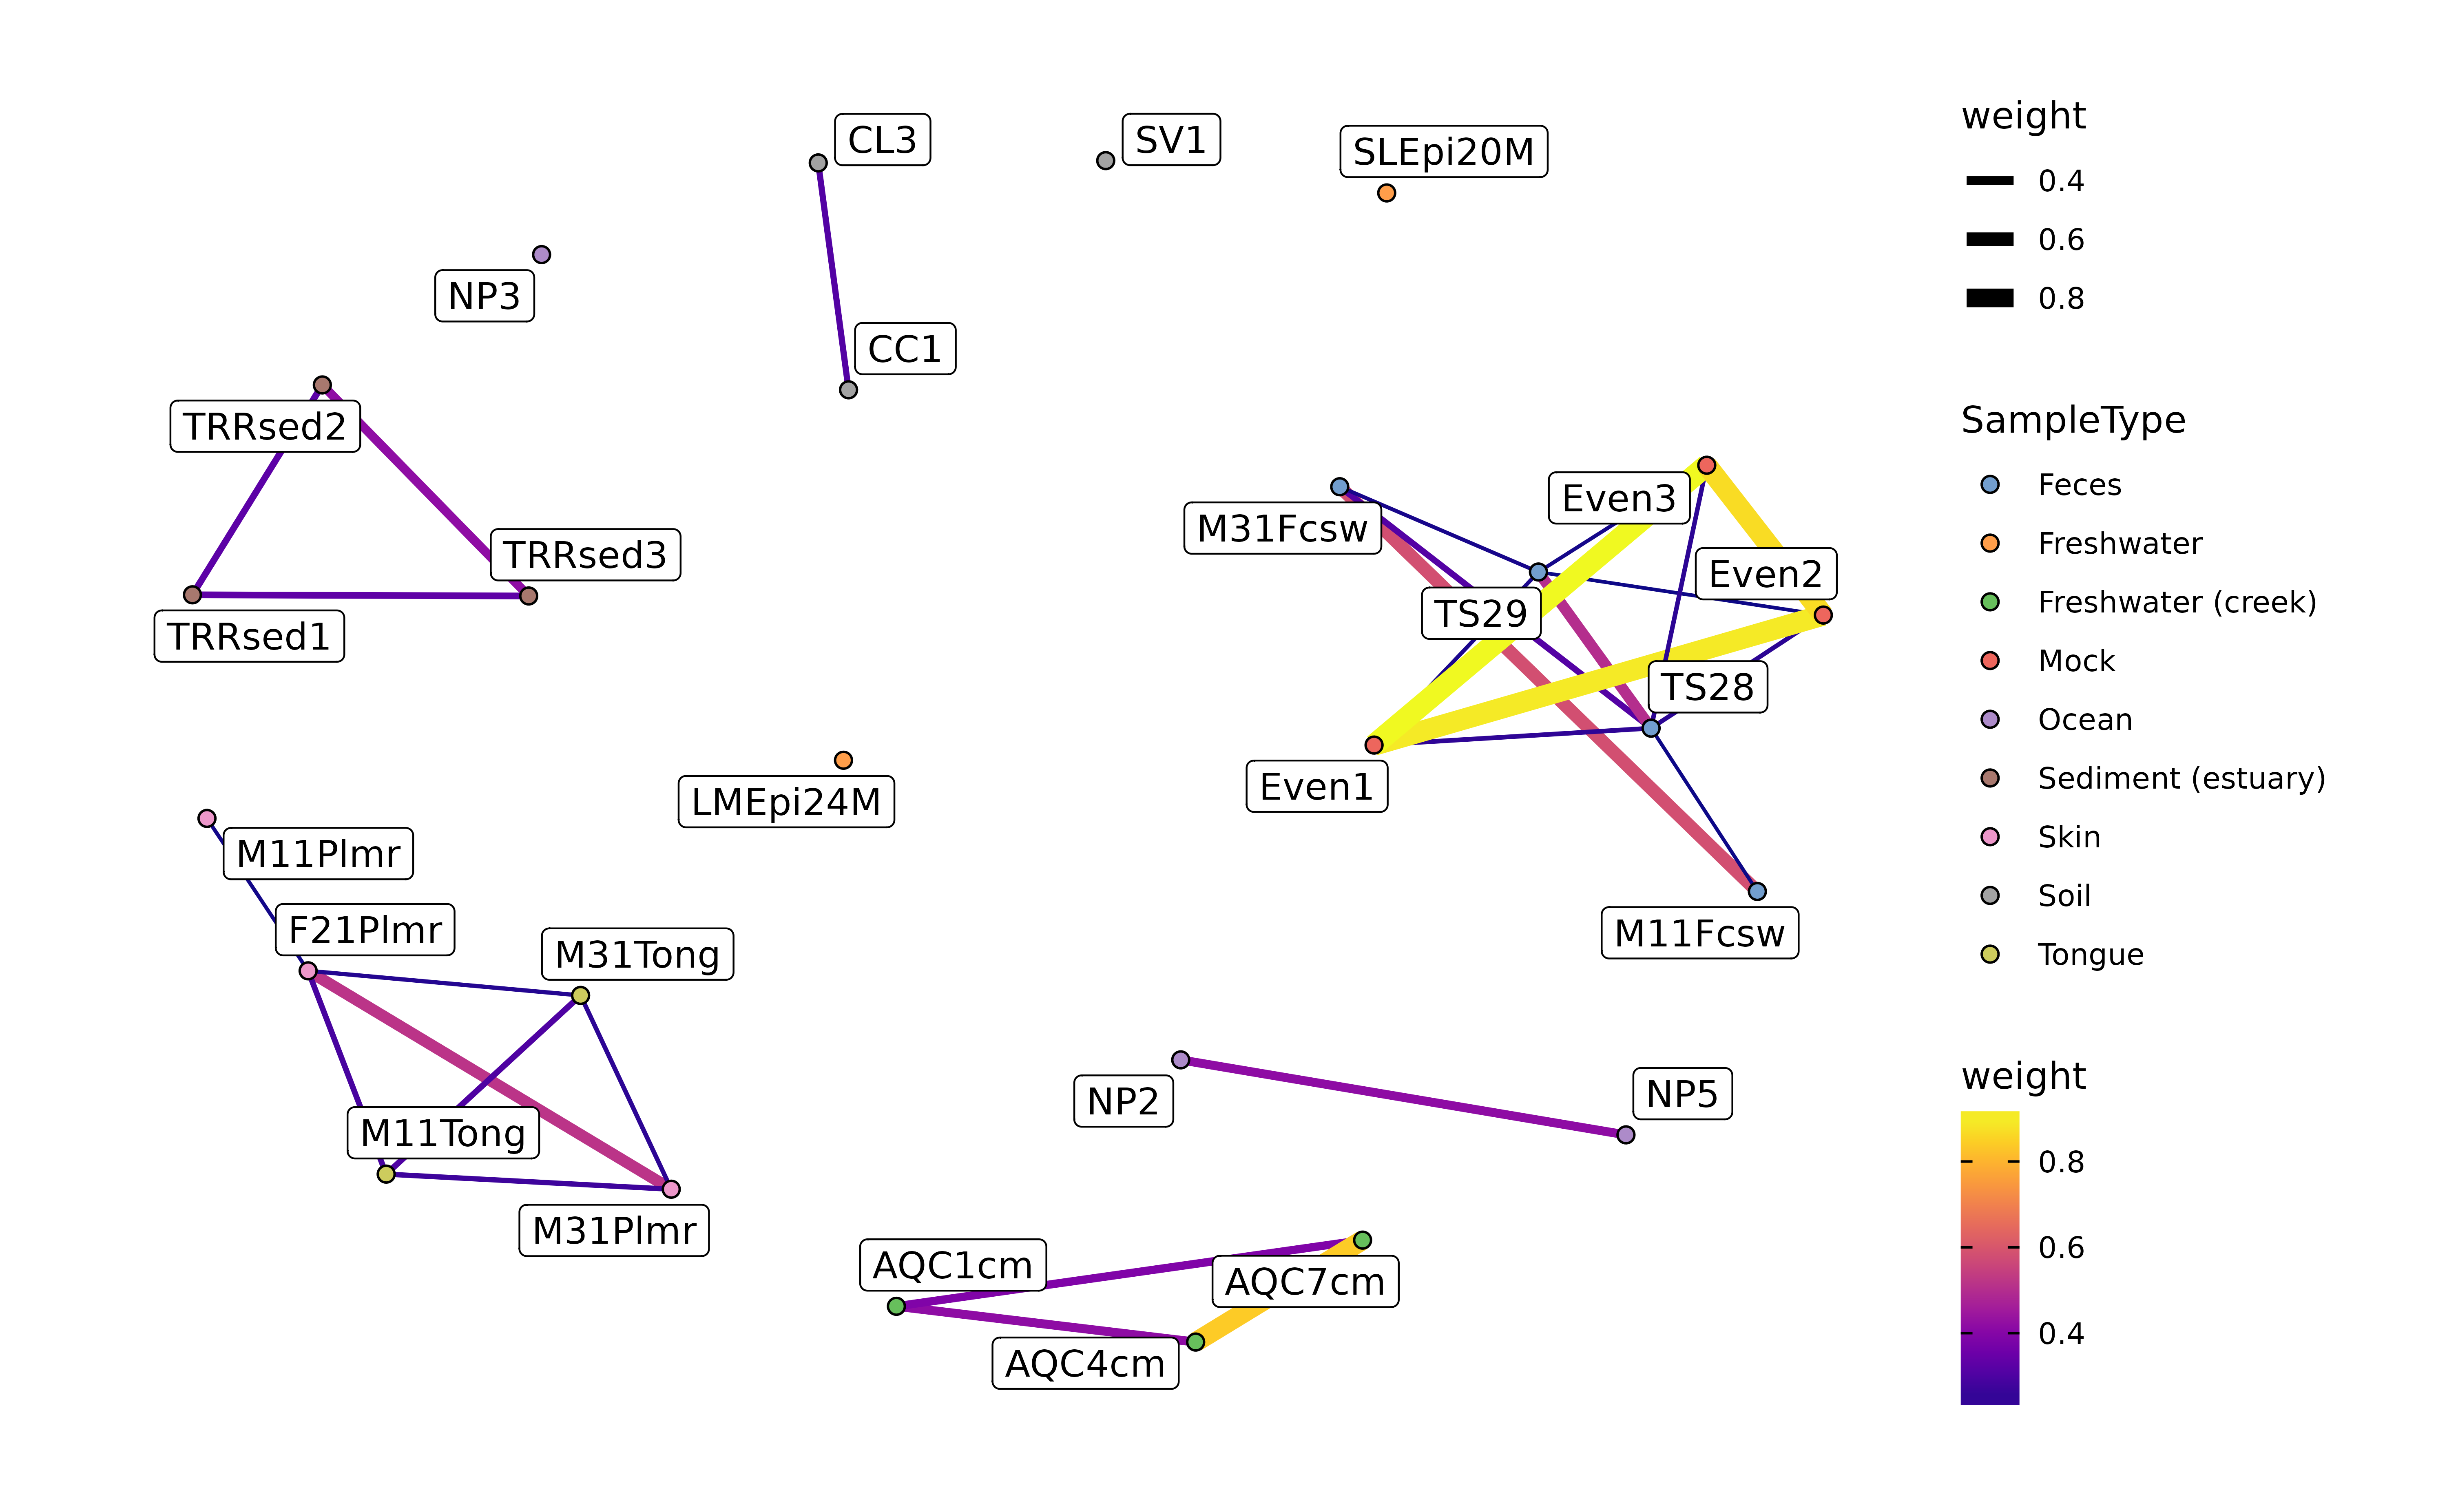 CL3
SV1
SLEpi20M
NP3
CC1
TRRsed2
TRRsed3
TRRsed1
M31Fcsw
Even3
Even2
TS29
TS28
Even1
LMEpi24M
M11Plmr
F21Plmr
M31Tong
M11Fcsw
NP2
NP5
M11Tong
M31Plmr
AQC1cm
AQC7cm
AQC4cm
weight
0.4
0.6
0.8
SampleType
Feces
Freshwater
Freshwater (creek)
Mock
Ocean
Sediment (estuary)
Skin
Soil
Tongue
weight
0.8
0.6
0.4